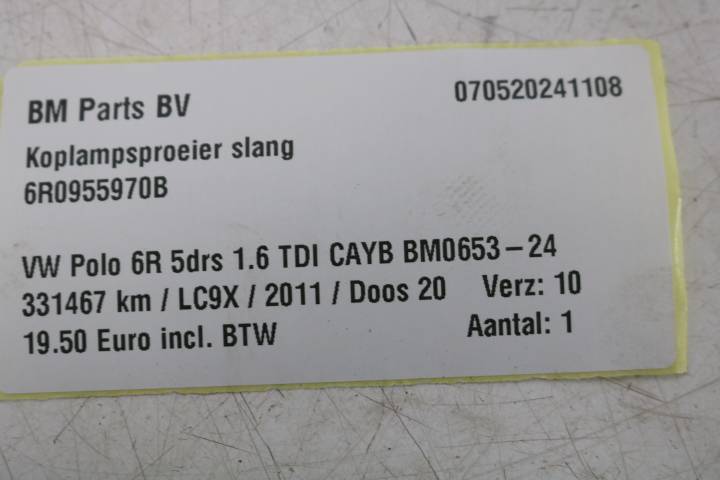 BM Parts BV 070520241108
Koplampsproeier slang
6R0955970B
VW Polo 6R 5drs 1.6 TDI CAYB BM0653-24
331467 km / LC9X / 2011 / Doos 20 Verz: 10
19.50 Euro incl. BTW Aantal: 1